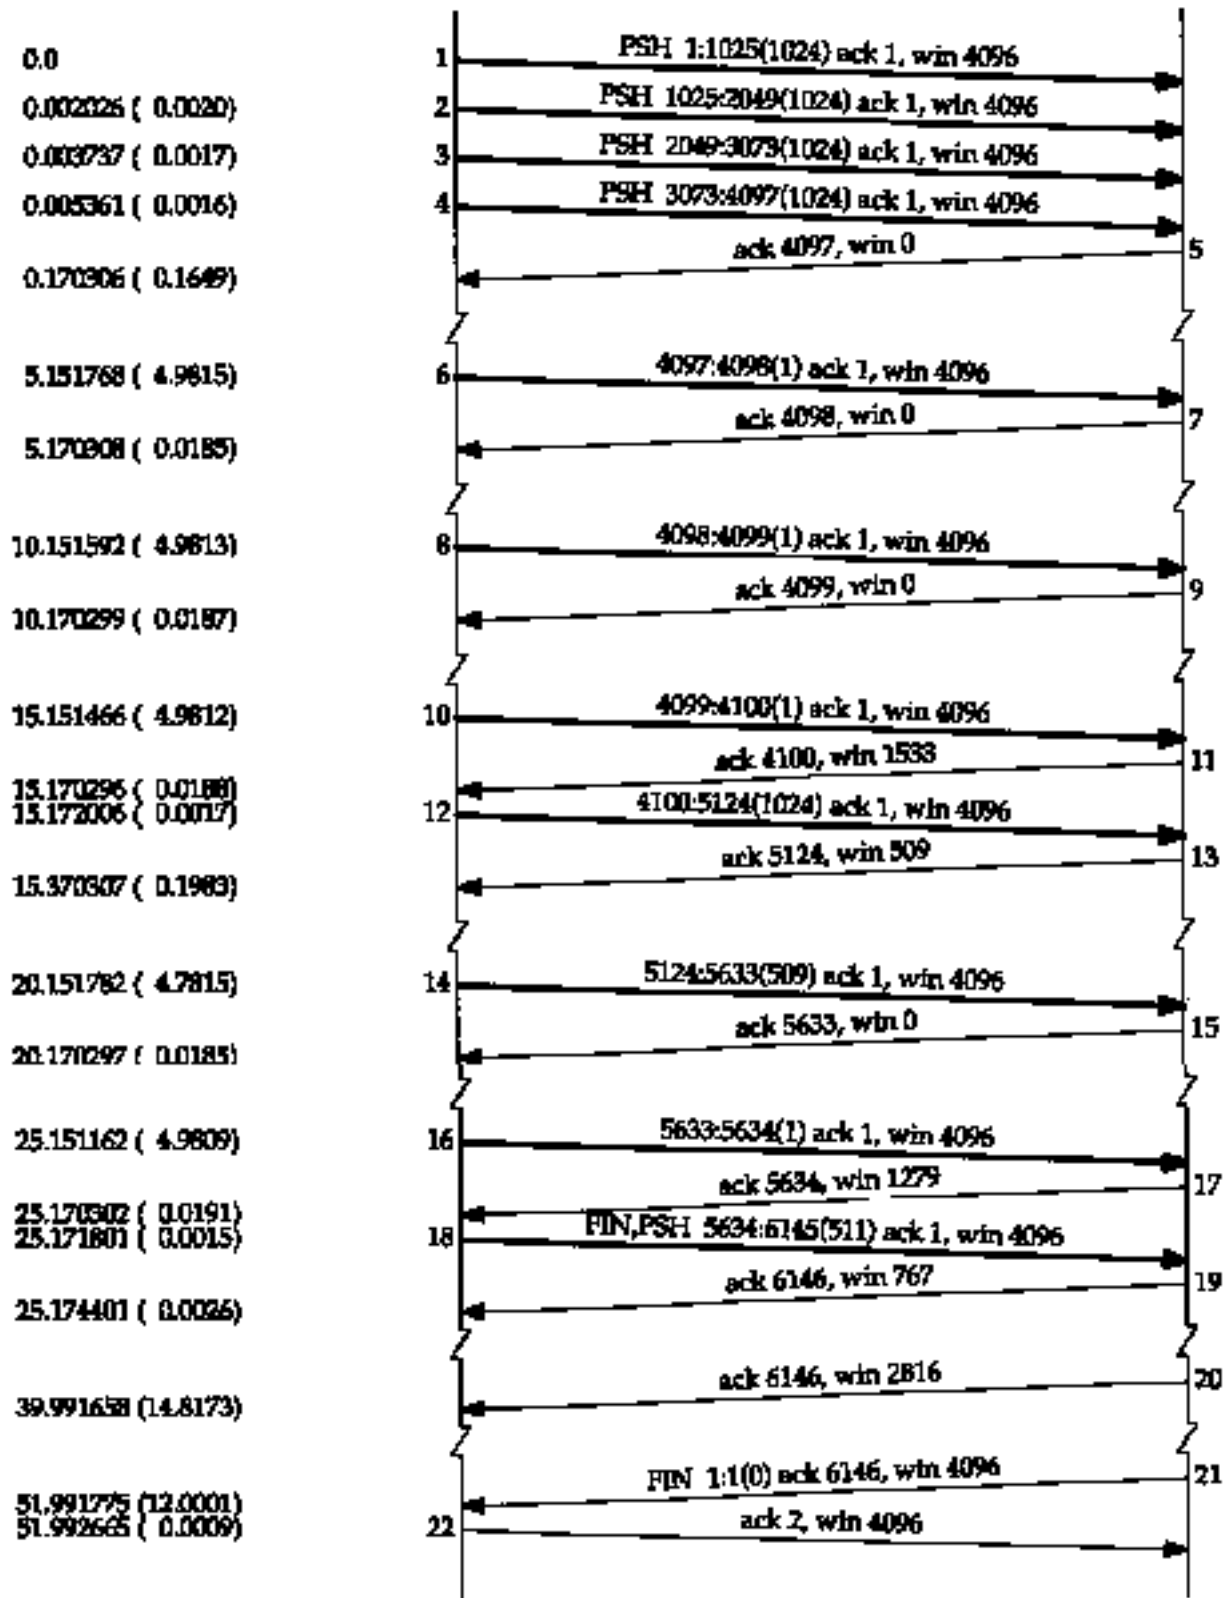 0.0 1 PSH 1:1025(1024) ack 1, win 4096
0.002026 ( 0.0020) 2 PSH 1025:2049(1024) ack 1, win 4096
0.003737 ( 0.0017) 3 PSH 2049:3073(1024) ack 1, win 4096
0.005361 ( 0.0016) 4 PSH 3073:4097(1024) ack 1, win 4096
ack 4097, win 0 5
0.170306 ( 0.1649)
5.151768 ( 4.9815) 6 4097:4098(1) ack 1, win 4096
ack 4098, win 0 7
5.170308 ( 0.0185)
10.151592 ( 4.9813) 8 4098:4099(1) ack 1, win 4096
ack 4099, win 0 9
10.170299 ( 0.0187)
15.151466 ( 4.9812) 10 4099:4100(1) ack 1, win 4096
ack 4100, win 1533 11
15.170296 ( 0.0188)
15.172006 ( 0.0017) 12 4100:5124(1024) ack 1, win 4096
ack 5124, win 509 13
15.370307 ( 0.1983)
20.151782 ( 4.7815) 14 5124:5633(509) ack 1, win 4096
ack 5633, win 0 15
20.170297 ( 0.0185)
25.151162 ( 4.9809) 16 5633:5634(1) ack 1, win 4096
ack 5634, win 1279 17
25.170302 ( 0.0191)
25.171801 ( 0.0015) 18 FIN,PSH 5634:6145(511) ack 1, win 4096
ack 6146, win 767 19
25.174401 ( 0.0026)
ack 6146, win 2816 20
39.991658 (14.8173)
FIN 1:1(0) ack 6146, win 4096 21
51.991775 (12.0001)
51.992665 ( 0.0009) 22 ack 2, win 4096